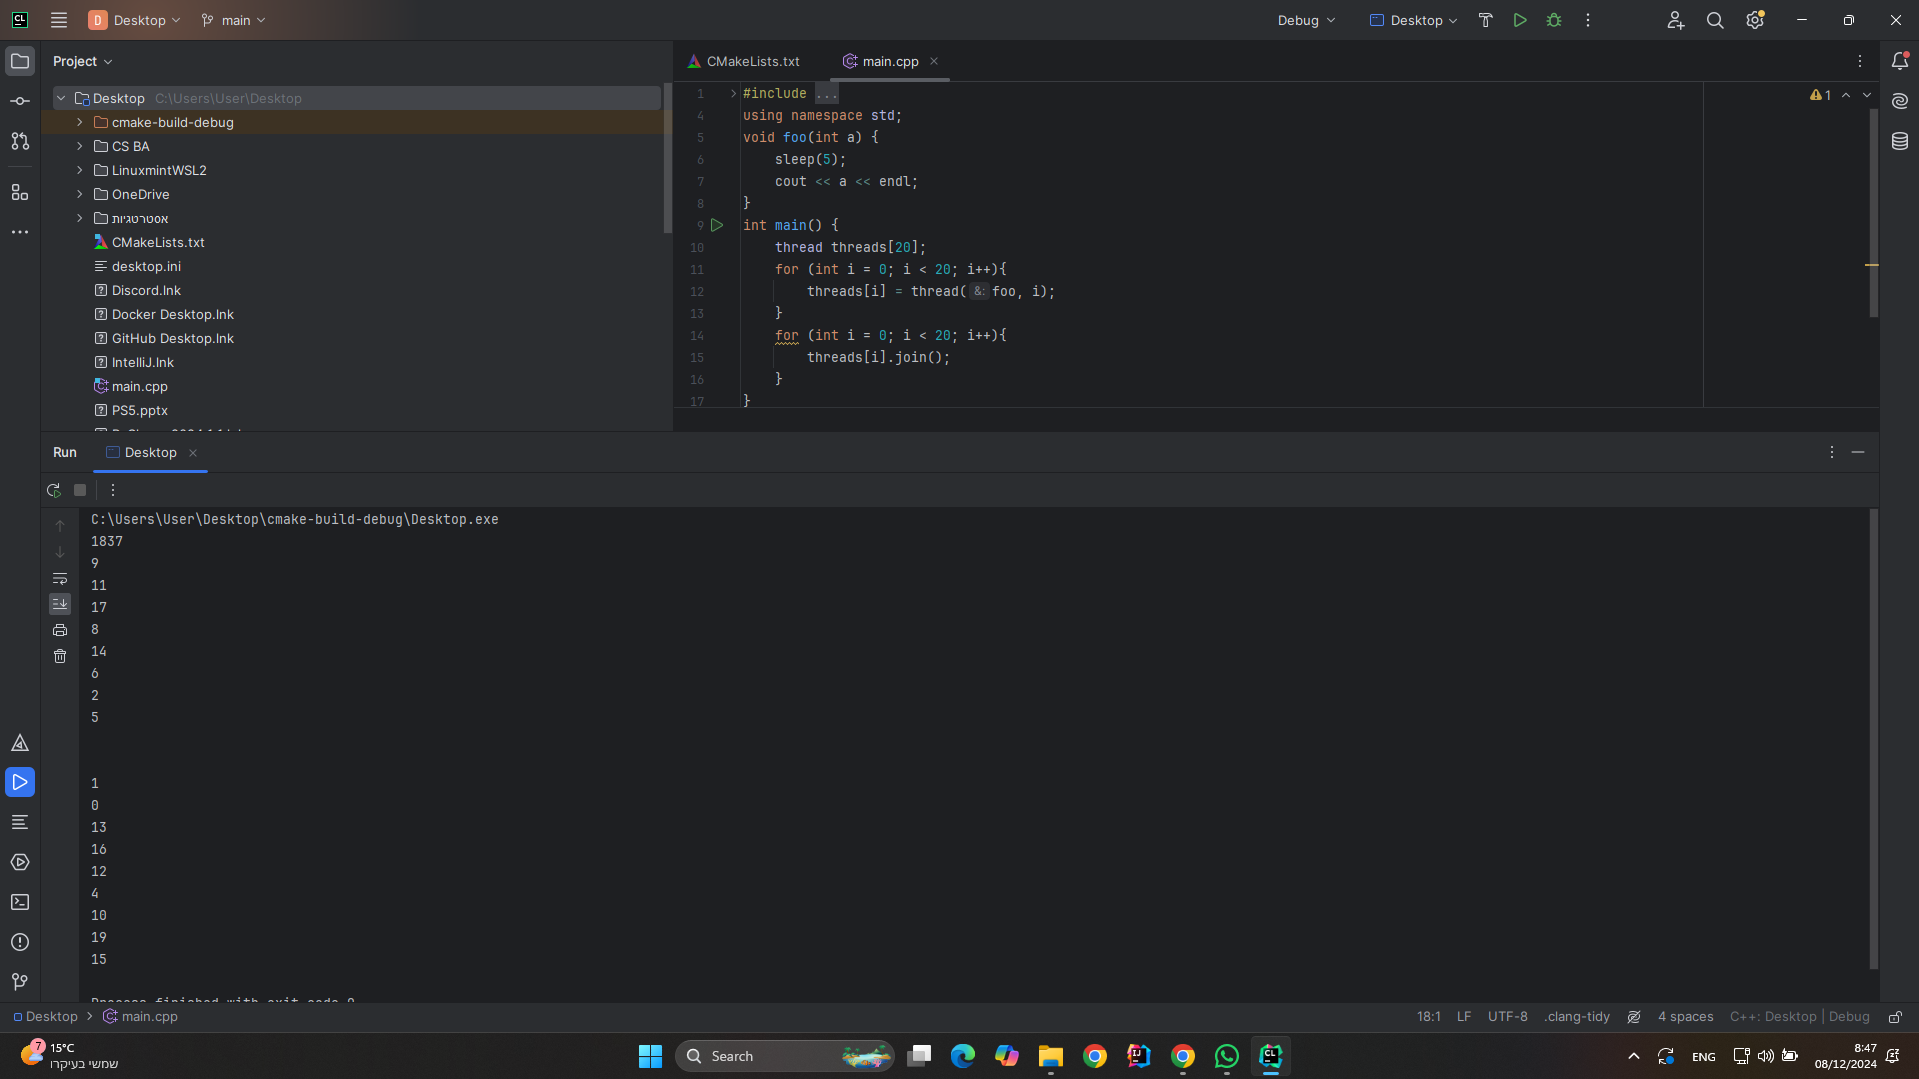 D Desktop main Debug Desktop
Project
CMakeLists.txt main.cpp
Desktop C:\Users\User\Desktop
cmake-build-debug
CS BA
LinuxmintWSL2
OneDrive
אסטרטגיות
CMakeLists.txt
desktop.ini
Discord.lnk
Docker Desktop.lnk
GitHub Desktop.lnk
IntelliJ.lnk
main.cpp
PS5.pptx
1 #include ...
4 using namespace std;
5 void foo(int a) {
6 sleep(5);
7 cout << a << endl;
8 }
9 int main() {
10 thread threads[20];
11 for (int i = 0; i < 20; i++){
12 threads[i] = thread( &: foo, i);
13 }
14 for (int i = 0; i < 20; i++){
15 threads[i].join();
16 }
17 }
1
Run Desktop
C:\Users\User\Desktop\cmake-build-debug\Desktop.exe
1837
9
11
17
8
14
6
2
5
1
0
13
16
12
4
10
19
15
Process finished with exit code 0
Desktop > main.cpp 18:1 LF UTF-8 .clang-tidy 4 spaces C++: Desktop | Debug
7 15°C
שמשי בעיקרו
Search
ENG
8:47
08/12/2024